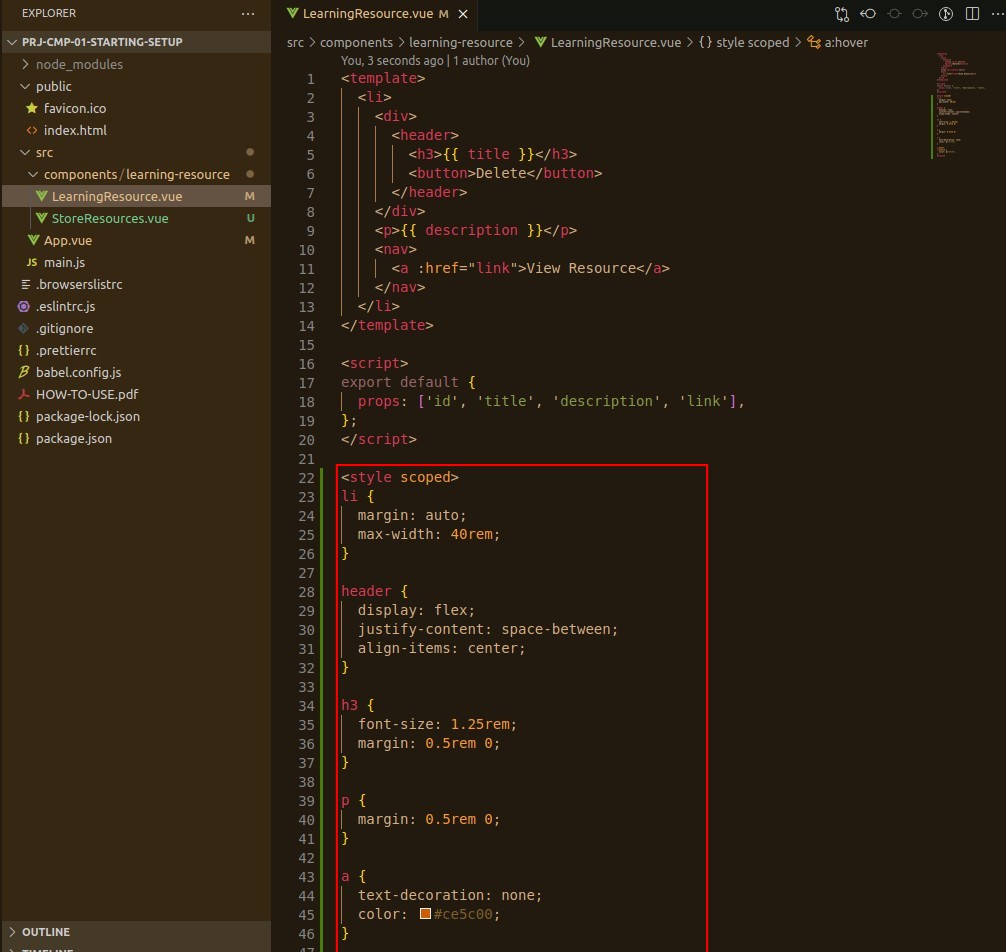 EXPLORER
PRJ-CMP-01-STARTING-SETUP
node_modules
public
favicon.ico
index.html
src
components/learning-resource
LearningResource.vue M
StoreResources.vue U
App.vue M
JS main.js
.browserslistrc
.eslintrc.js
.gitignore
{} .prettierrc
babel.config.js
HOW-TO-USE.pdf
{} package-lock.json
{} package.json
OUTLINE
TIMELINE
LearningResource.vue M
src > components > learning-resource > LearningResource.vue > {} style scoped > a:hover
You, 3 seconds ago | 1 author (You)
1 <template>
2 <li>
3 <div>
4 <header>
5 <h3>{{ title }}</h3>
6 <button>Delete</button>
7 </header>
8 </div>
9 <p>{{ description }}</p>
10 <nav>
11 <a :href="link">View Resource</a>
12 </nav>
13 </li>
14 </template>
15
16 <script>
17 export default {
18 props: ['id', 'title', 'description', 'link'],
19 };
20 </script>
21
22 <style scoped>
23 li {
24 margin: auto;
25 max-width: 40rem;
26 }
27
28 header {
29 display: flex;
30 justify-content: space-between;
31 align-items: center;
32 }
33
34 h3 {
35 font-size: 1.25rem;
36 margin: 0.5rem 0;
37 }
38
39 p {
40 margin: 0.5rem 0;
41 }
42
43 a {
44 text-decoration: none;
45 color: #ce5c00;
46 }
47